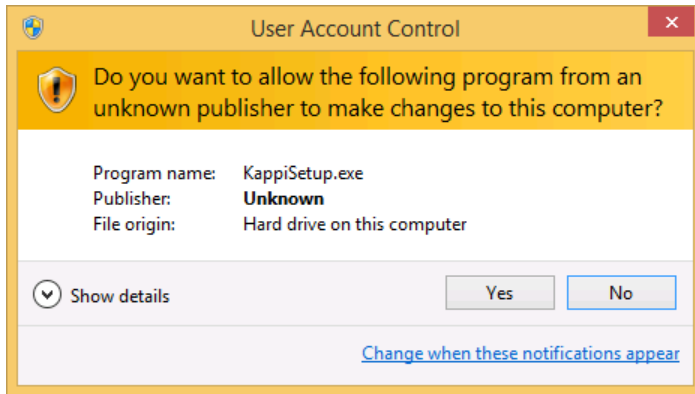 User Account Control
Do you want to allow the following program from an
unknown publisher to make changes to this computer?
Program name: KappiSetup.exe
Publisher: Unknown
File origin: Hard drive on this computer
Show details
Yes
No
Change when these notifications appear